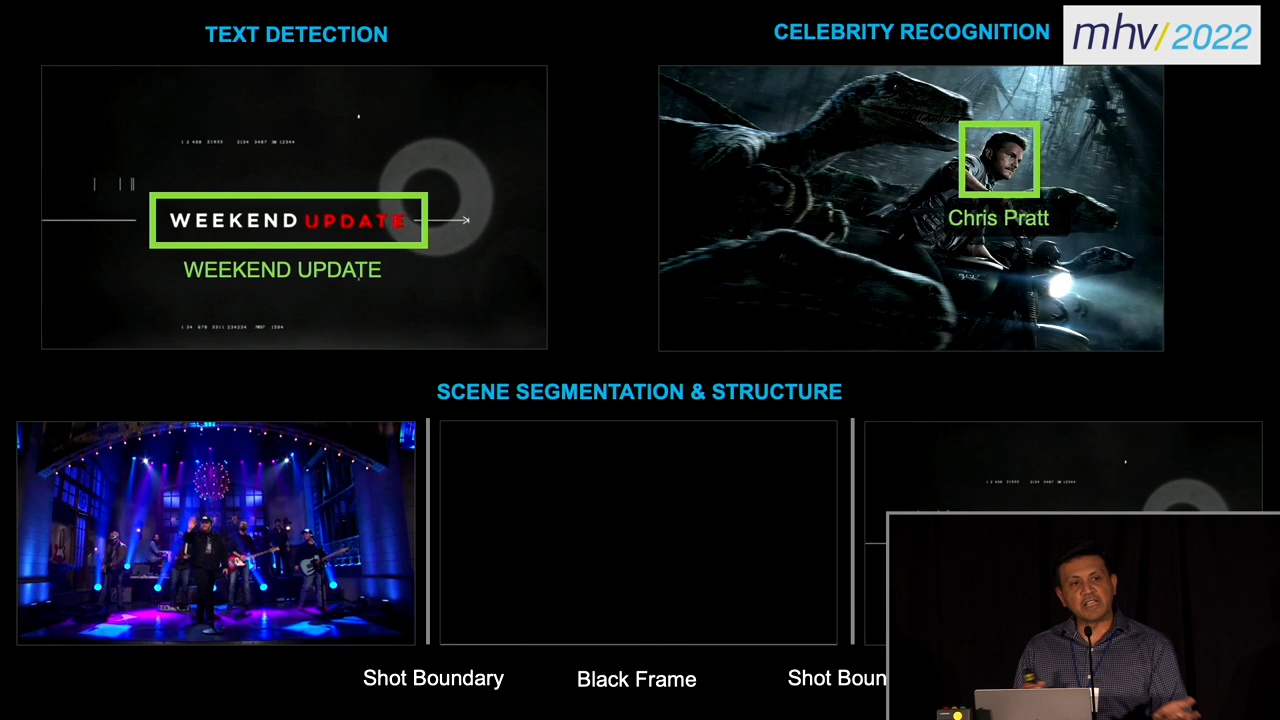 TEXT DETECTION
CELEBRITY RECOGNITION
mhv/2022
WEEKEND UPDATE
WEEKEND UPDATE
Chris Pratt
SCENE SEGMENTATION & STRUCTURE
Shot Boundary
Black Frame
Shot Boun